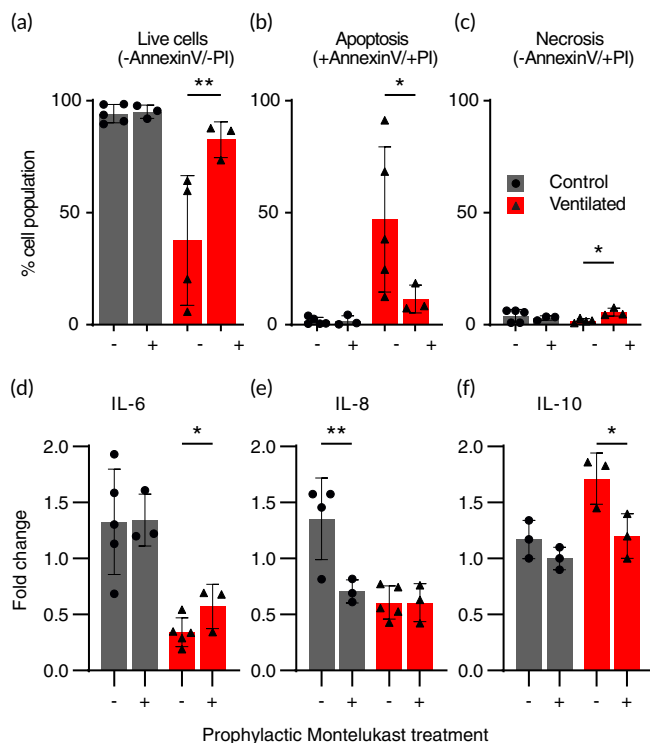 (a)
Live cells
(-AnnexinV/-PI)
**
100
50
0
% cell population
-
+
-
+
(b)
Apoptosis
(+AnnexinV/+PI)
*
100
50
0
-
+
-
+
(c)
Necrosis
(-AnnexinV/+PI)
100
50
0
Control
Ventilated
*
-
+
-
+
(d)
IL-6
*
2.0
1.5
1.0
0.5
0.0
Fold change
-
+
-
+
(e)
IL-8
**
2.0
1.5
1.0
0.5
0.0
-
+
-
+
(f)
IL-10
*
2.0
1.5
1.0
0.5
0.0
-
+
-
+
Prophylactic Montelukast treatment